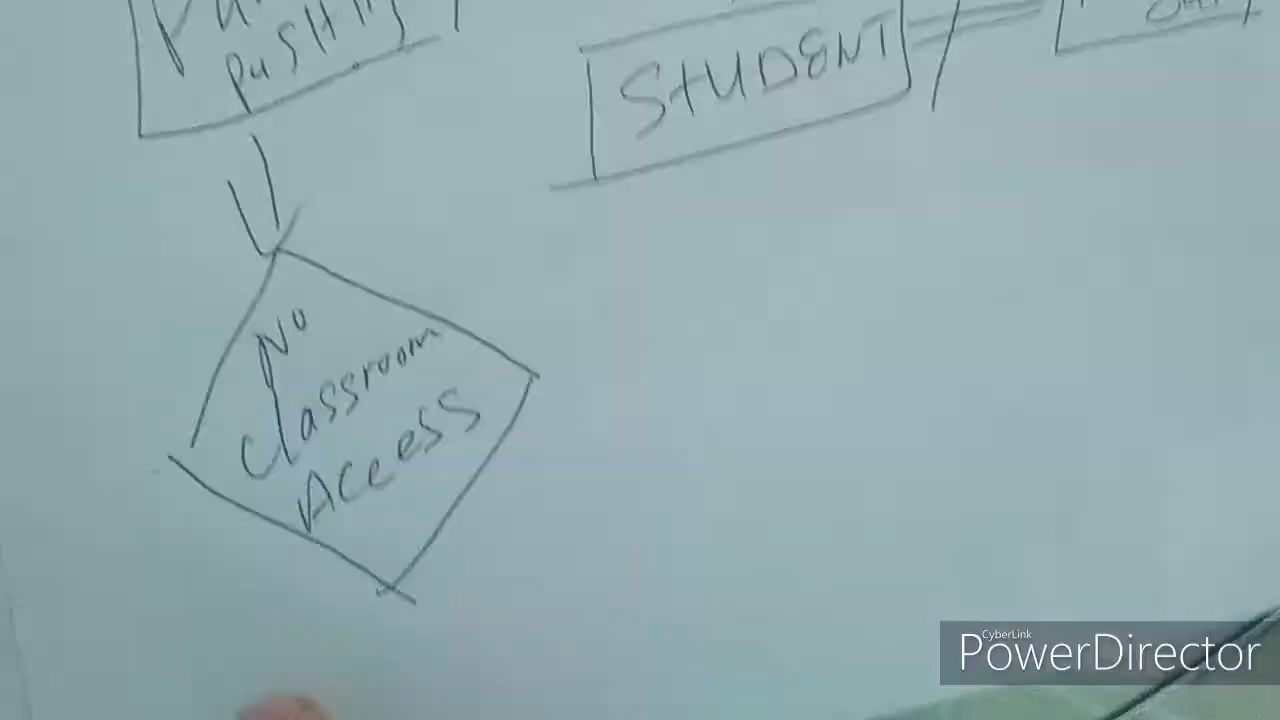 PUSHING
STUDENT
No
Classroom
Access
CyberLink
PowerDirector